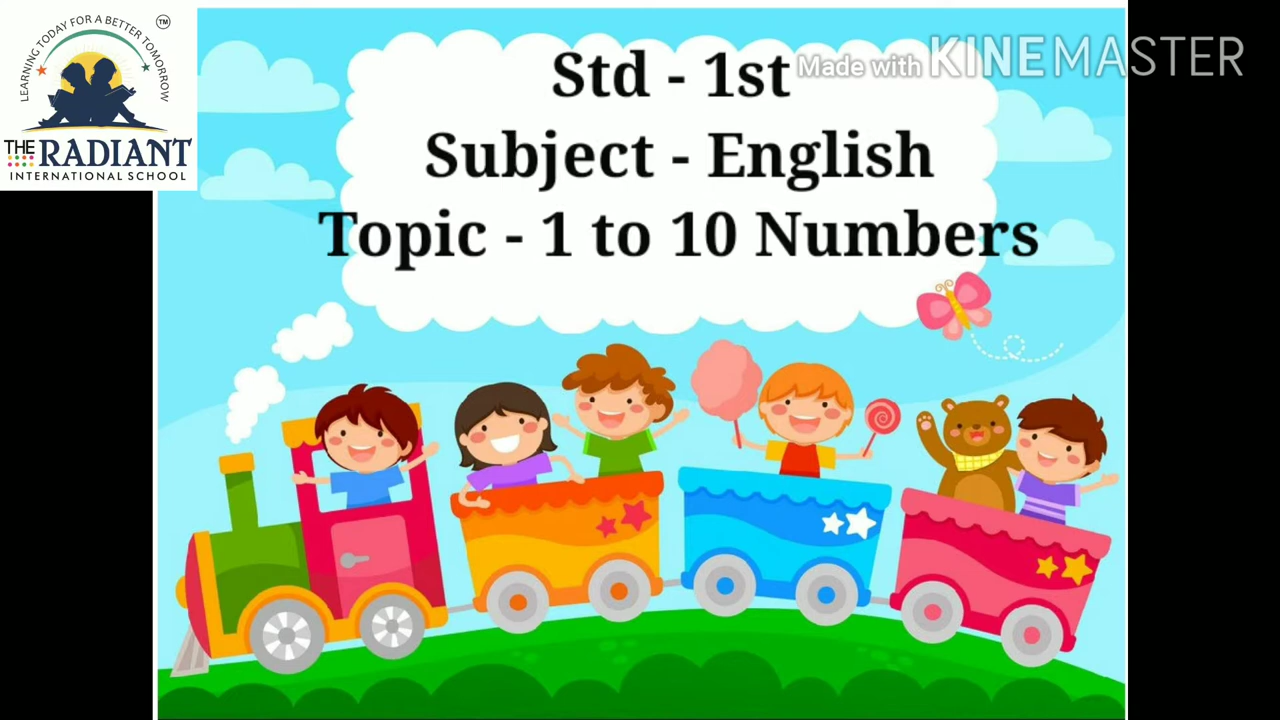 LEARNING TODAY FOR A BETTER TOMORROW
TM
THE RADIANT
INTERNATIONAL SCHOOL
Std - 1st
Made with KINEMASTER
Subject - English
Topic - 1 to 10 Numbers